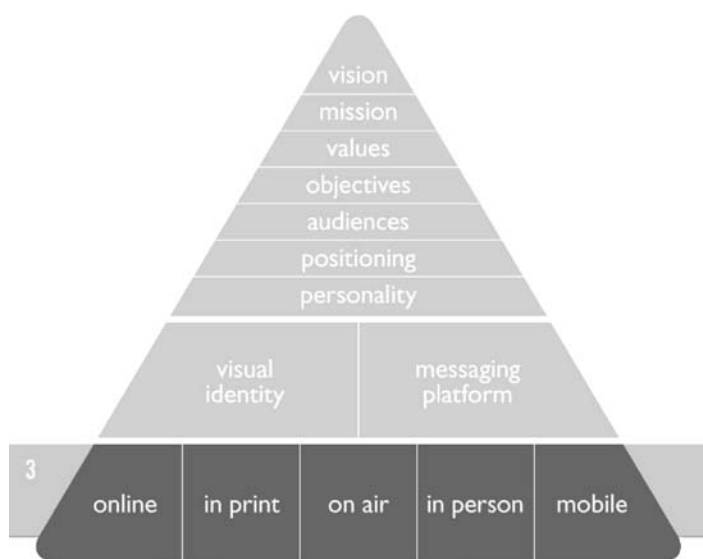 vision
mission
values
objectives
audiences
positioning
personality
visual
identity
messaging
platform
3
online
in print
on air
in person
mobile